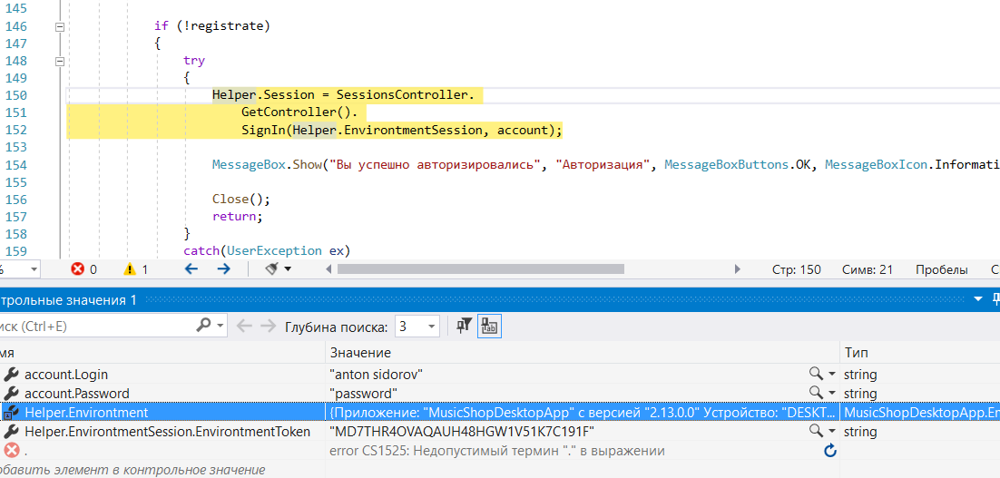 145
146 if (!registrate)
147 {
148 try
149 {
150 Helper.Session = SessionsController.
151 GetController().
152 SignIn(Helper.EnvirontmentSession, account);
153
154 MessageBox.Show("Вы успешно авторизировались", "Авторизация", MessageBoxButtons.OK, MessageBoxIcon.Informati
155
156 Close();
157 return;
158 }
159 catch(UserException ex)
% 0 1 Стр: 150 Симв: 21 Пробелы C
трольные значения 1
иск (Ctrl+E) Глубина поиска: 3
мя Значение Тип
account.Login "anton sidorov" string
account.Password "password" string
Helper.Environtment {Приложение: "MusicShopDesktopApp" с версией "2.13.0.0" Устройство: "DESKT... MusicShopDesktopApp.En
Helper.EnvirontmentSession.EnvirontmentToken "MD7THR4OVAQAUH48HGW1V51K7C191F" string
. error CS1525: Недопустимый термин "." в выражении
обавить элемент в контрольное значение